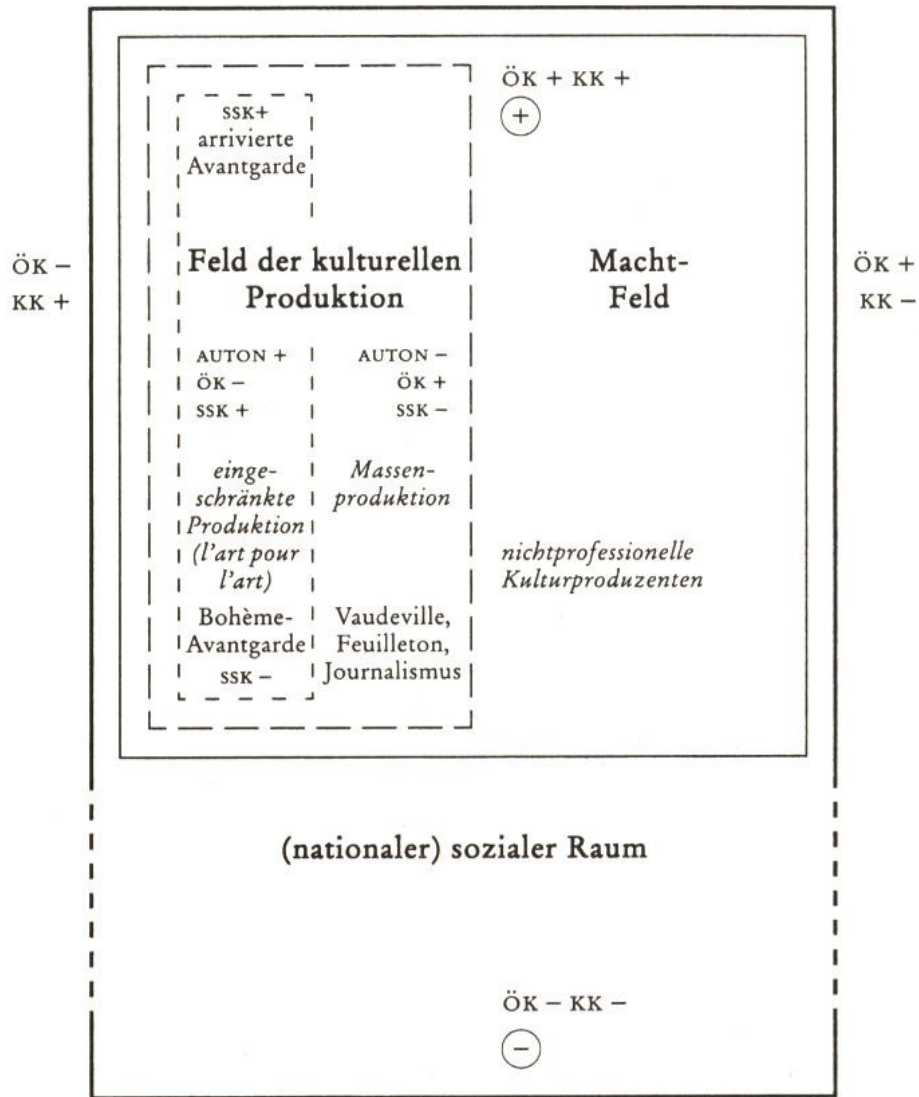 ÖK + KK +
+
SSK+
arrivierte
Avantgarde
ÖK –
KK +
Feld der kulturellen
Produktion
Macht-
Feld
ÖK +
KK –
AUTON +
ÖK –
SSK +
AUTON –
ÖK +
SSK –
einge-
schränkte
Produktion
(l'art pour
l'art)
Massen-
produktion
nichtprofessionelle
Kulturproduzenten
Bohème-
Avantgarde
SSK –
Vaudeville,
Feuilleton,
Journalismus
(nationaler) sozialer Raum
ÖK – KK –
–